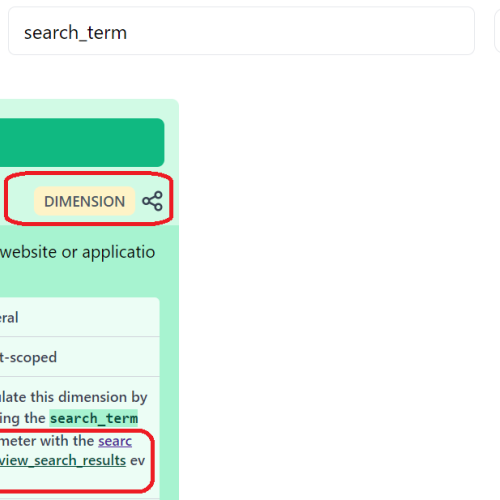 search_term
DIMENSION
website or applicatio
eral
t-scoped
ulate this dimension by
ing the search_term
meter with the searc
view_search_results ev